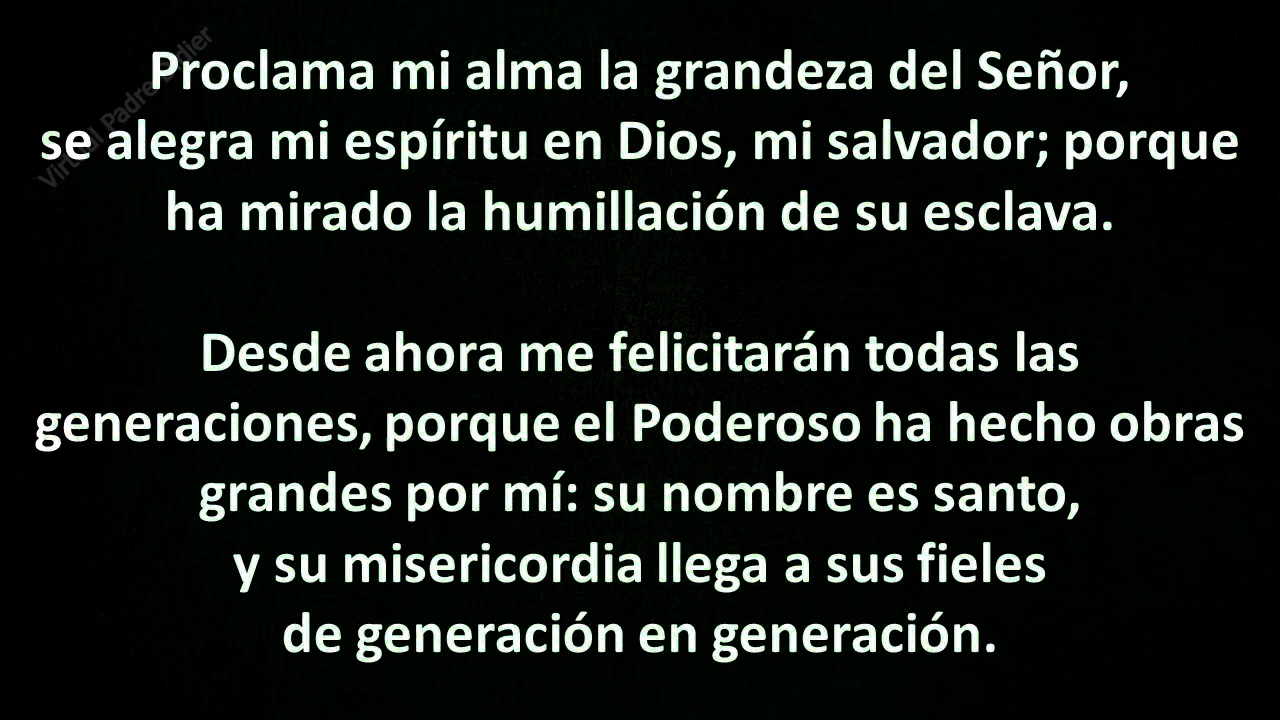 Proclama mi alma la grandeza del Señor,
se alegra mi espíritu en Dios, mi salvador; porque
ha mirado la humillación de su esclava.
Desde ahora me felicitarán todas las
generaciones, porque el Poderoso ha hecho obras
grandes por mí: su nombre es santo,
y su misericordia llega a sus fieles
de generación en generación.